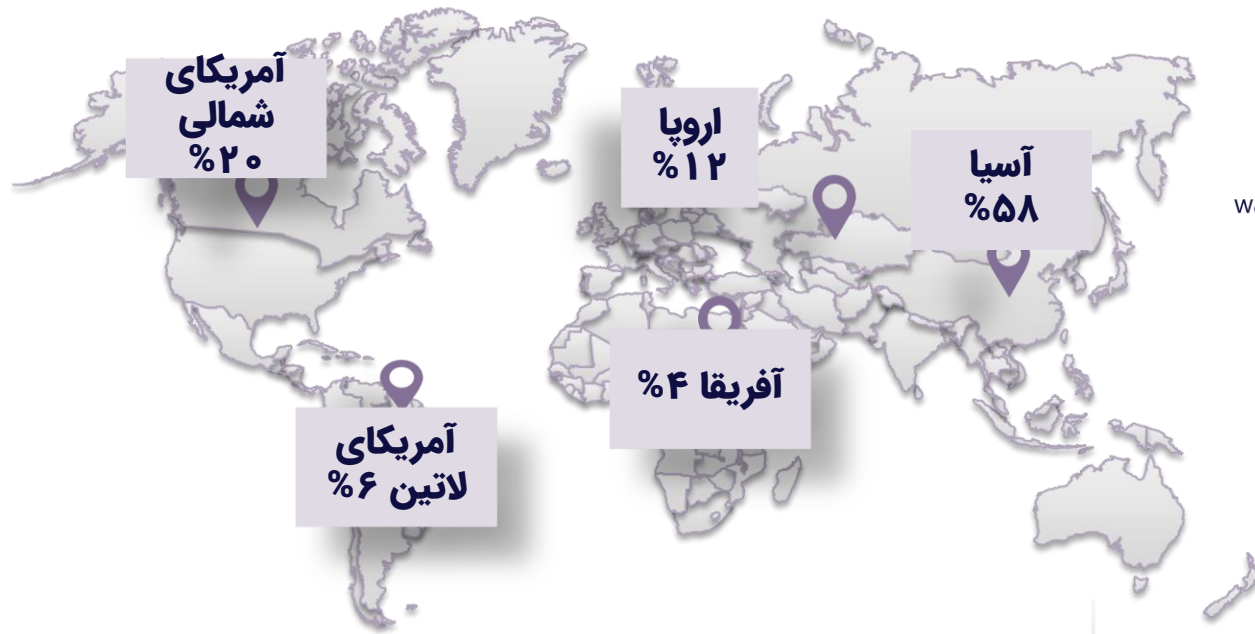 آمریکای
شمالی
%۲۰
اروپا
%۱۲
آسیا
%۵۸
آفریقا ۴%
آمریکای
لاتین ۶%